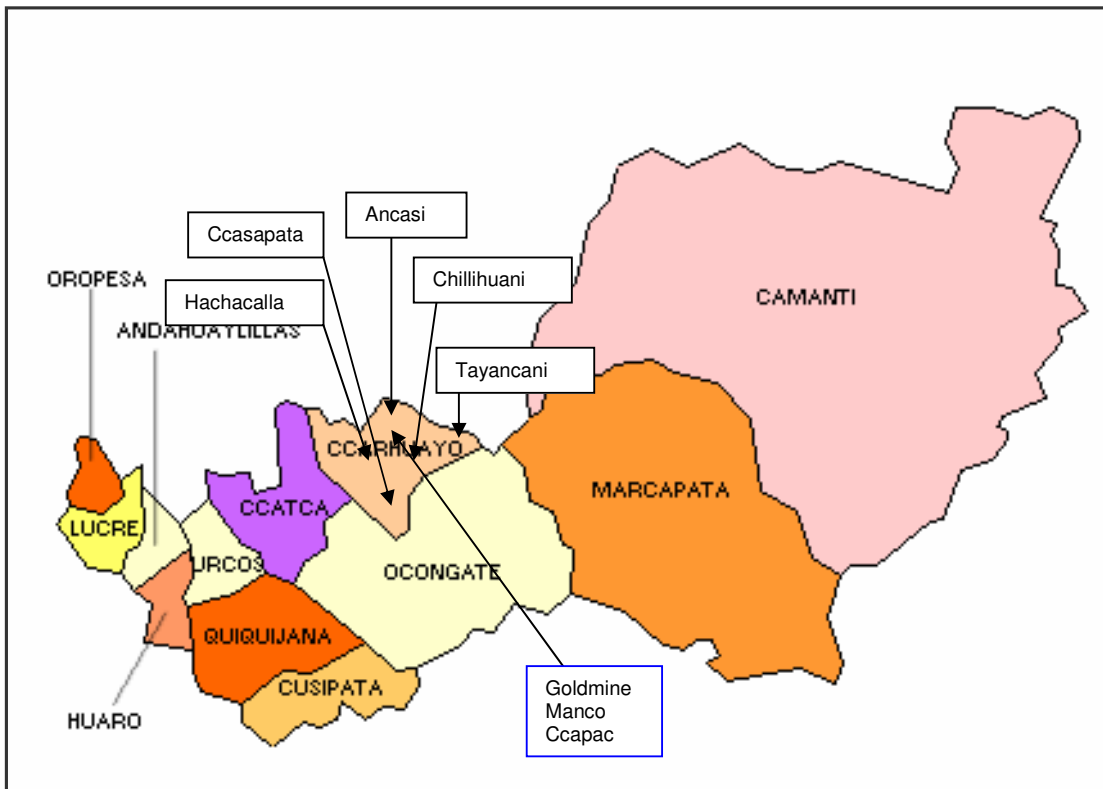 Ancasi
Ccasapata
Chillihuani
OROPESA
Hachacalla
CAMANTI
ANDAHUAYLILLAS
Tayancani
CCARHUAYO
MARCAPATA
CCATCA
LUCRE
URCOS
OCONGATE
QUIQUIJANA
CUSIPATA
HUARO
Goldmine
Manco
Ccapac